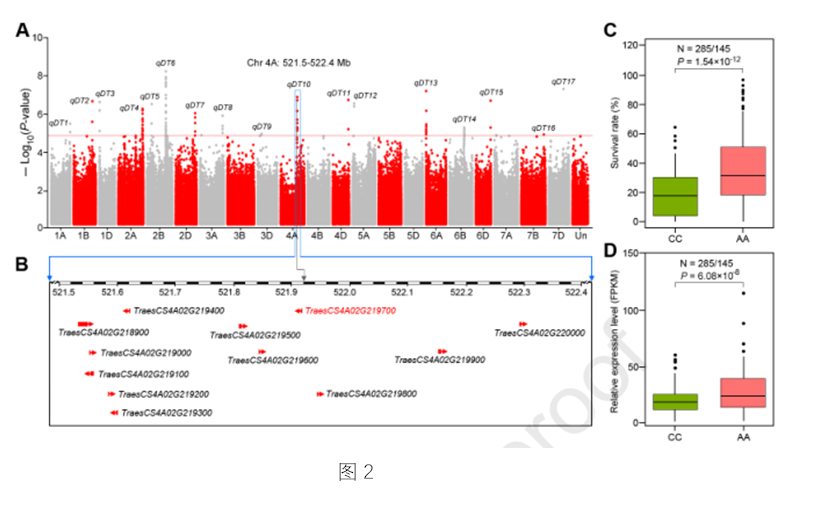 A
— Log10(P-value)
10
8
6
4
2
0
Chr 4A: 521.5-522.4 Mb
qDT1
qDT2
qDT3
qDT4
qDT5
qDT6
qDT7
qDT8
qDT9
qDT10
qDT11
qDT12
qDT13
qDT15
qDT16
qDT17
1A 1B 1D 2A 2B 2D 3A 3B 3D 4A 4B 4D 5A 5B 5D 6A 6B 6D 7A 7B 7D Un
B
521.5 521.6 521.7 521.8 521.9 522.0 522.1 522.2 522.3 522.4
TraesCS4A02G219400
TraesCS4A02G219700
TraesCS4A02G218900
TraesCS4A02G219500
TraesCS4A02G220000
TraesCS4A02G219000
TraesCS4A02G219600
TraesCS4A02G219900
TraesCS4A02G219100
TraesCS4A02G219200
TraesCS4A02G219800
TraesCS4A02G219300
C
Survival rate (%)
120
100
80
60
40
20
0
N = 285/145
P = 1.54×10-12
CC AA
D
Relative expression level (FPKM)
150
100
50
0
N = 285/145
CC AA
proof
图 2